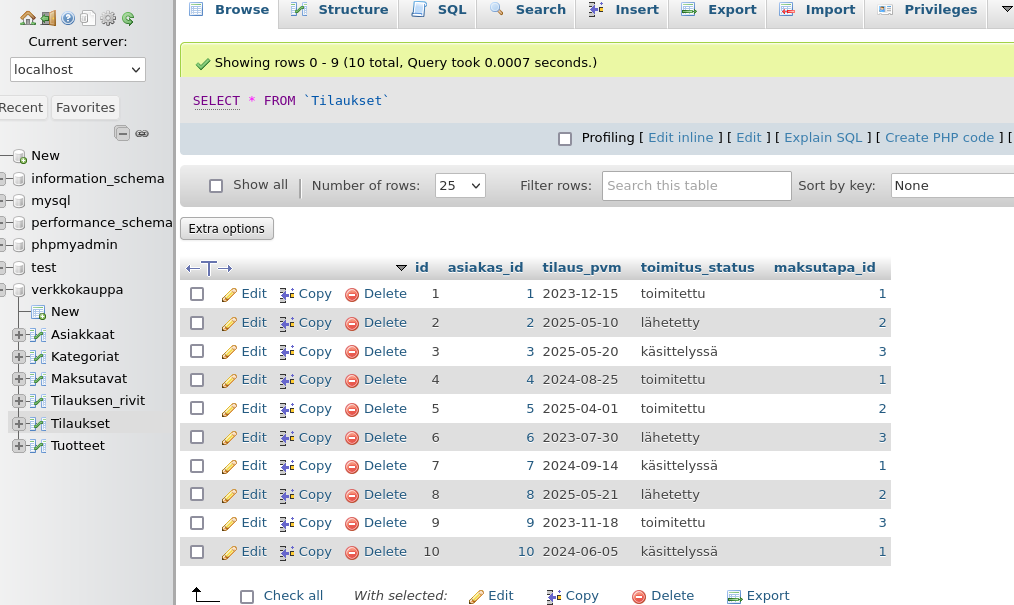 Browse Structure SQL Search Insert Export Import Privileges
Current server:
localhost
Recent Favorites
New
information_schema
mysql
performance_schema
phpmyadmin
test
verkkokauppa
New
Asiakkaat
Kategoriat
Maksutavat
Tilauksen_rivit
Tilaukset
Tuotteet
Showing rows 0 - 9 (10 total, Query took 0.0007 seconds.)
SELECT * FROM `Tilaukset`
Profiling [ Edit inline ] [ Edit ] [ Explain SQL ] [ Create PHP code ] [
Show all Number of rows: 25 Filter rows: Search this table Sort by key: None
Extra options
id asiakas_id tilaus_pvm toimitus_status maksutapa_id
Edit Copy Delete 1 1 2023-12-15 toimitettu 1
Edit Copy Delete 2 2 2025-05-10 lähetetty 2
Edit Copy Delete 3 3 2025-05-20 käsittelyssä 3
Edit Copy Delete 4 4 2024-08-25 toimitettu 1
Edit Copy Delete 5 5 2025-04-01 toimitettu 2
Edit Copy Delete 6 6 2023-07-30 lähetetty 3
Edit Copy Delete 7 7 2024-09-14 käsittelyssä 1
Edit Copy Delete 8 8 2025-05-21 lähetetty 2
Edit Copy Delete 9 9 2023-11-18 toimitettu 3
Edit Copy Delete 10 10 2024-06-05 käsittelyssä 1
Check all With selected: Edit Copy Delete Export